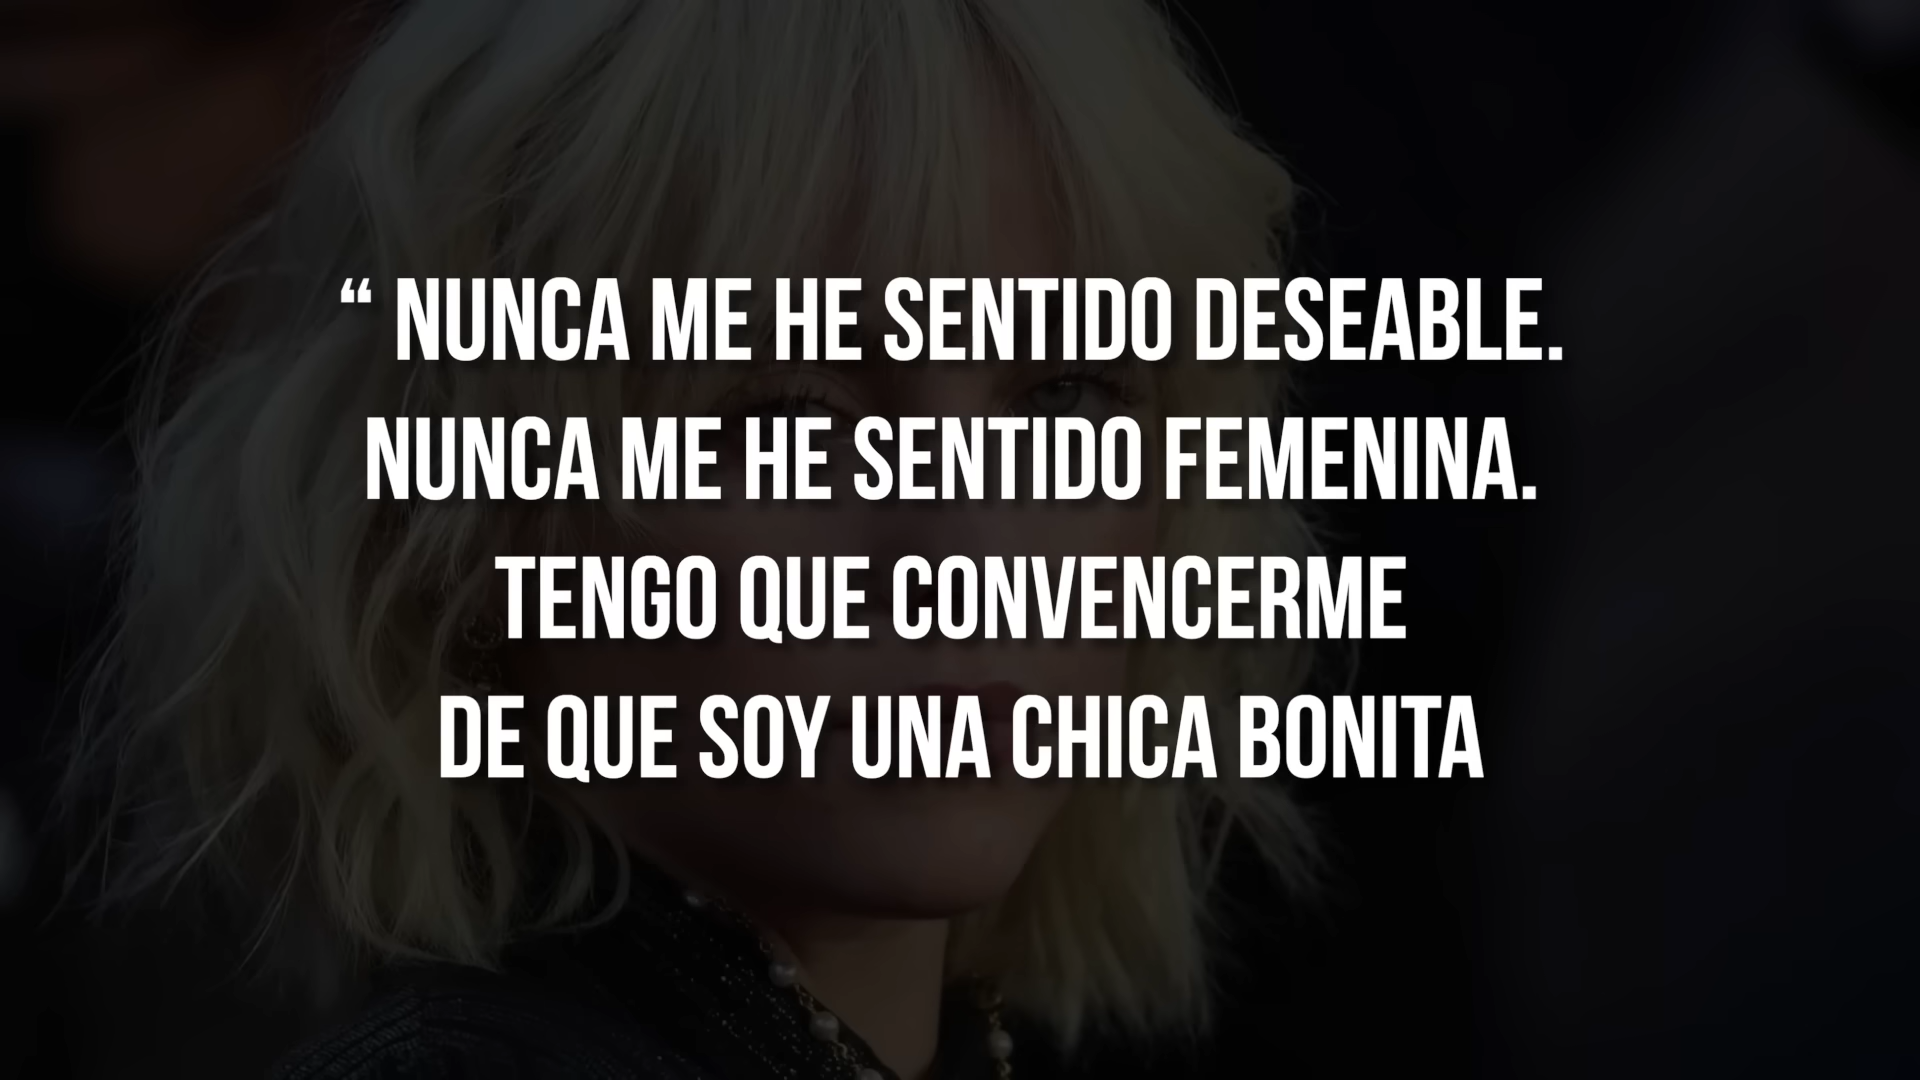 “ NUNCA ME HE SENTIDO DESEABLE.
NUNCA ME HE SENTIDO FEMENINA.
TENGO QUE CONVENCERME
DE QUE SOY UNA CHICA BONITA